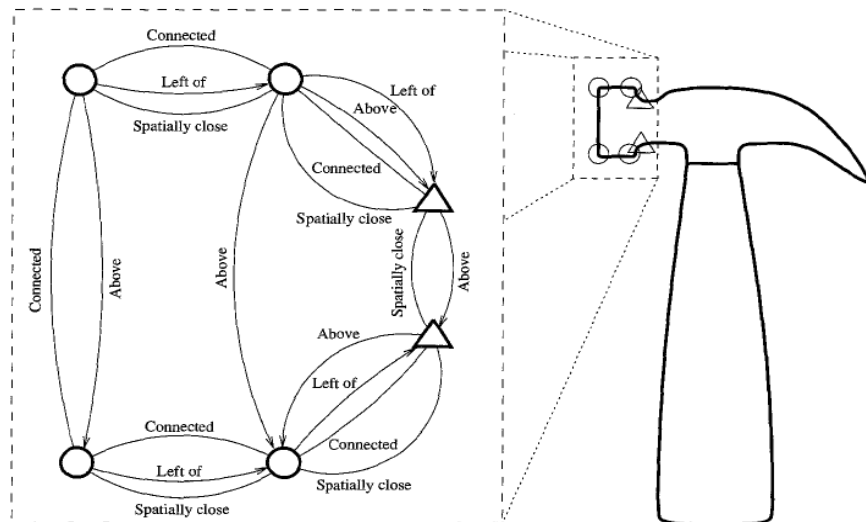 Connected
Left of
Spatially close
Left of
Above
Connected
Spatially close
Connected
Above
Above
Spatially close
Above
Above
Left of
Connected
Spatially close
Connected
Left of
Spatially close